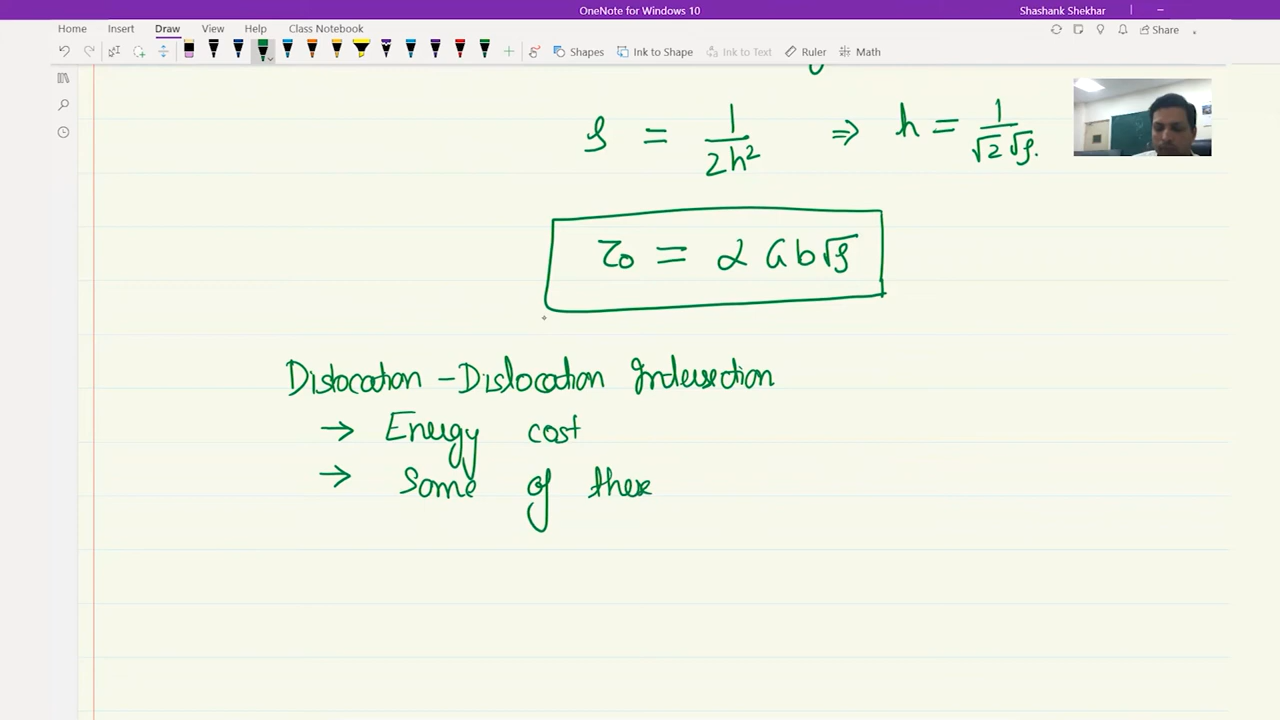 OneNote for Windows 10
Shashank Shekhar
Home Insert Draw View Help Class Notebook
Shapes Ink to Shape Ink to Text Ruler Math Share
ρ = 1/2h² ⇒ h = 1/√2√ρ.
τ₀ = α G b √ρ
Dislocation - Dislocation Intersection
→ Energy cost
→ Some of these